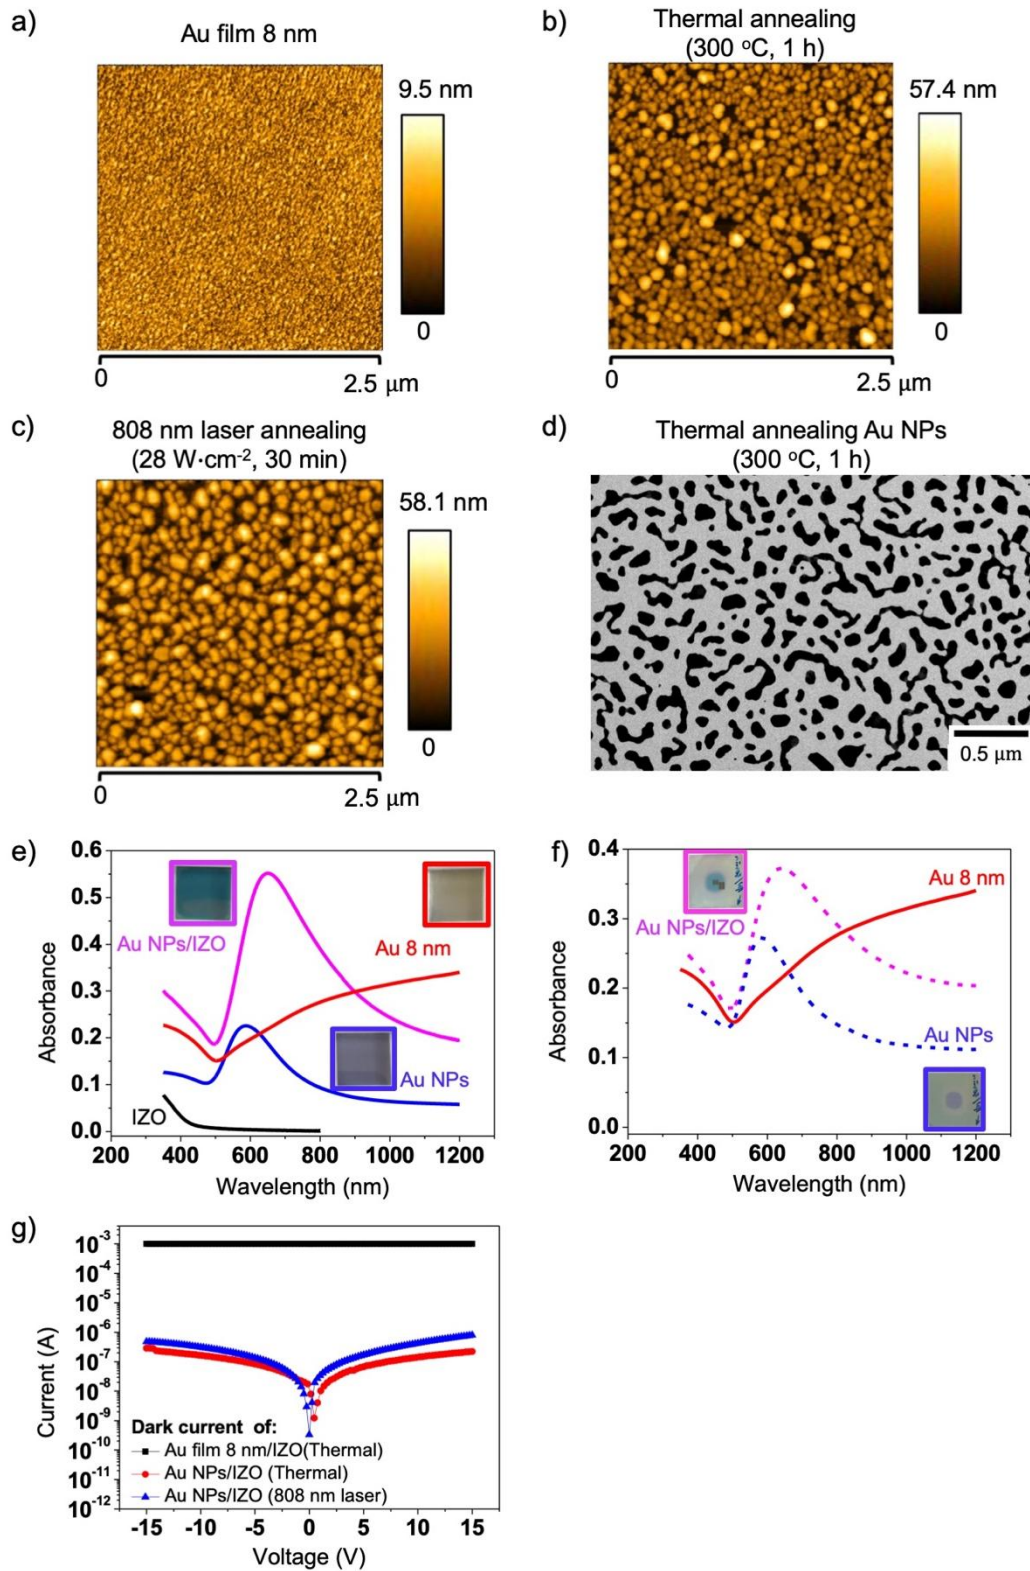 a)
Au film 8 nm
9.5 nm
0
0
2.5 μm
b)
Thermal annealing
(300 °C, 1 h)
57.4 nm
0
0
2.5 μm
c)
808 nm laser annealing
(28 W·cm⁻², 30 min)
58.1 nm
0
0
2.5 μm
d)
Thermal annealing Au NPs
(300 °C, 1 h)
0.5 μm
e)
Absorbance
0.6
0.5
0.4
0.3
0.2
0.1
0.0
Au NPs/IZO
Au 8 nm
Au NPs
IZO
200 400 600 800 1000 1200
Wavelength (nm)
f)
Absorbance
0.4
0.3
0.2
0.1
0.0
Au 8 nm
Au NPs/IZO
Au NPs
200 400 600 800 1000 1200
Wavelength (nm)
g)
Current (A)
10⁻³
10⁻⁴
10⁻⁵
10⁻⁶
10⁻⁷
10⁻⁸
10⁻⁹
10⁻¹⁰
10⁻¹¹
10⁻¹²
Dark current of:
Au film 8 nm/IZO(Thermal)
Au NPs/IZO (Thermal)
Au NPs/IZO (808 nm laser)
-15 -10 -5 0 5 10 15
Voltage (V)